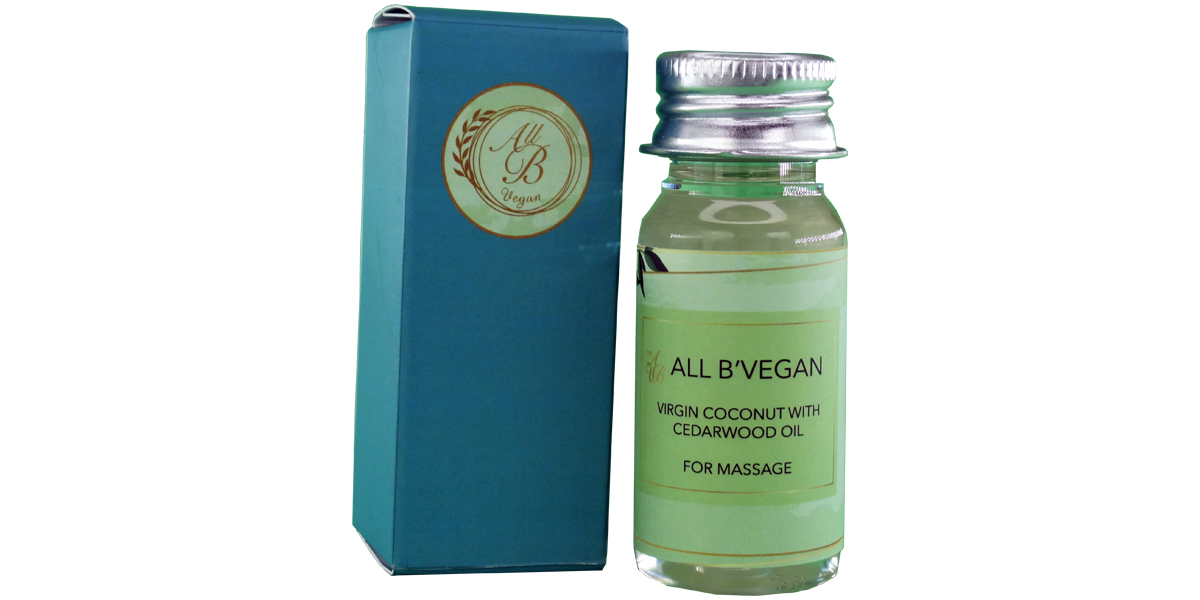 All
B
Vegan
ALL B'VEGAN
VIRGIN COCONUT WITH
CEDARWOOD OIL
FOR MASSAGE